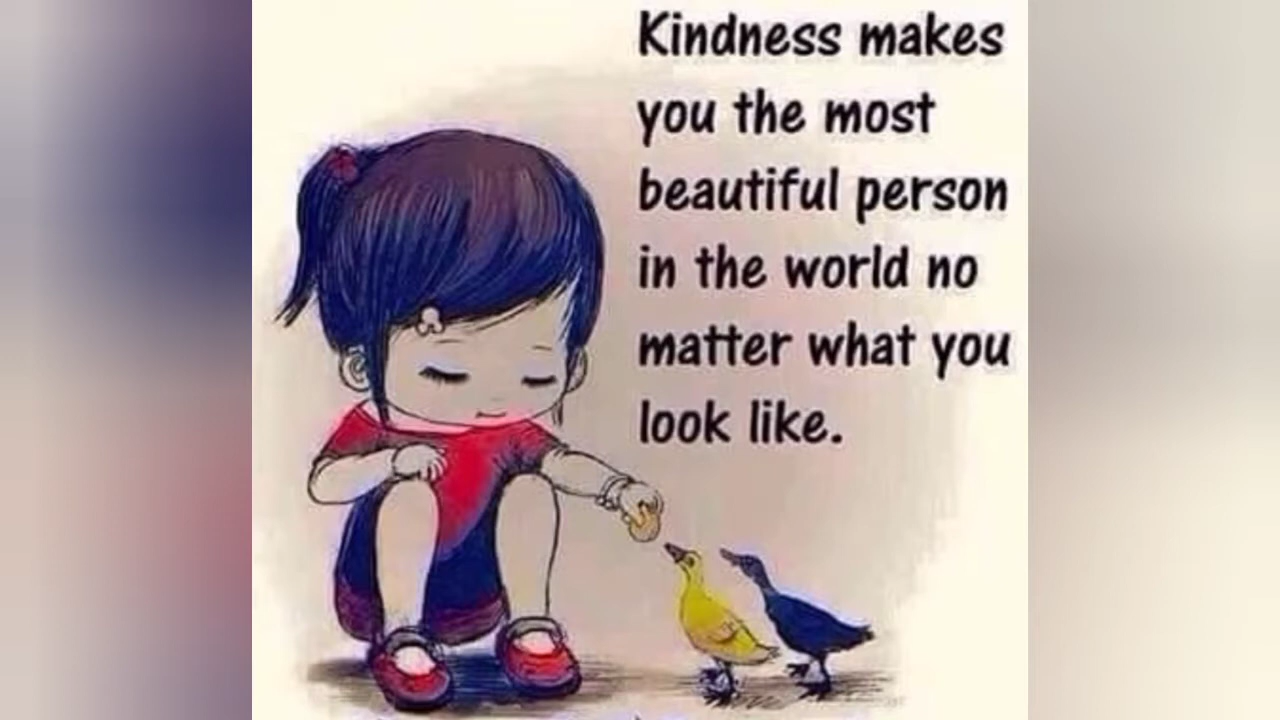 Kindness makes
you the most
beautiful person
in the world no
matter what you
look like.